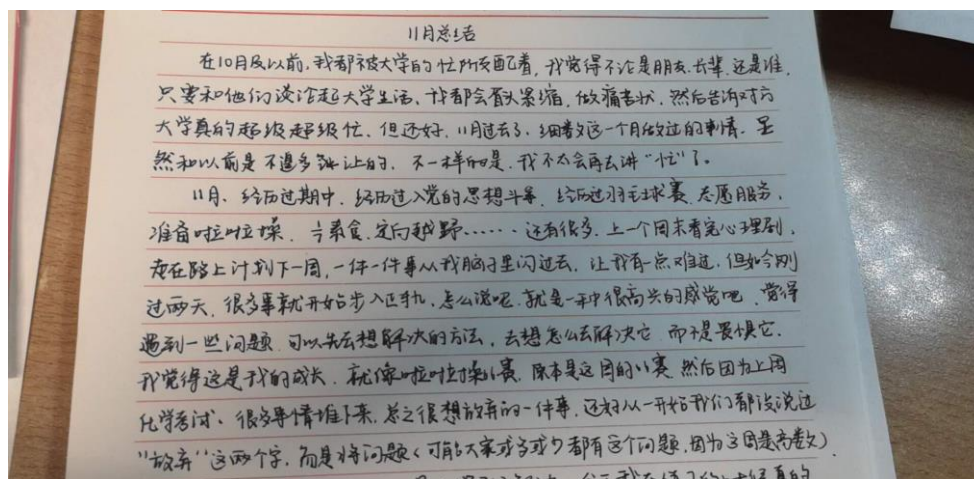 11月总结
在10月及以前,我都被大学的忙所支配着,我觉得不论是朋友、长辈、还是谁,
只要和他们谈论起大学生活、我都会眉头紧缩,做痛苦状,然后告诉对方
大学真的超级超级忙、但还好,11月过去了,细数这一个月做过的事情,虽
然和以前是不遑多让的,不一样的是,我不太会再去讲“忙”了。
11月、经历过期中,经历过入党的思想斗争,经历过羽毛球赛、志愿服务、
准备啦啦操、素食、定向越野……还有很多,上一个周末看完心理剧,
走在路上计划下一周,一件一件事从我脑子里闪过去,让我有一点难过,但如今刚
过两天,很多事就开始步入正轨,怎么说呢,就是一种很高兴的感觉吧,觉得
遇到一些问题,可以先去想解决的方法,去想怎么去解决它,而不是畏惧它,
我觉得这是我的成长,就像啦啦操比赛,原本是这周的比赛,然后因为上周
化学考试、很多事情堆下来,总之很想放弃的一件事,还好从一开始我们都没说过
“放弃”这两个字,而是将问题(可能大家或多或少都有这个问题,因为这周是高数)